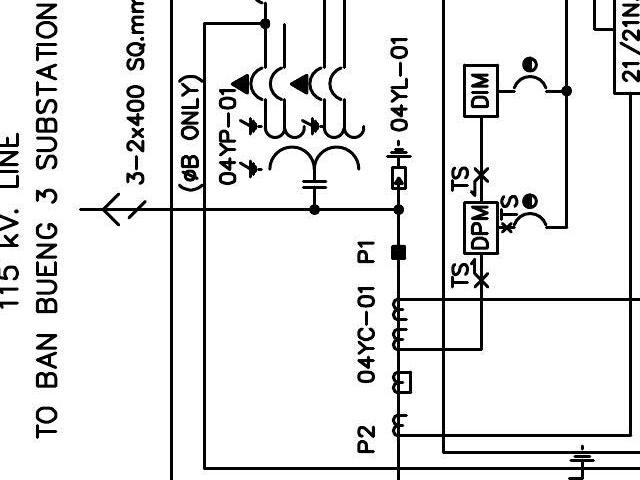 115 kV. LINE
TO BAN BUENG 3 SUBSTATION
3-2x400 SQ.mm
(øB ONLY)
04YP-01
04YL-01
P1
04YC-01
P2
DIM
TS
DPM
TS
TS
21/21N